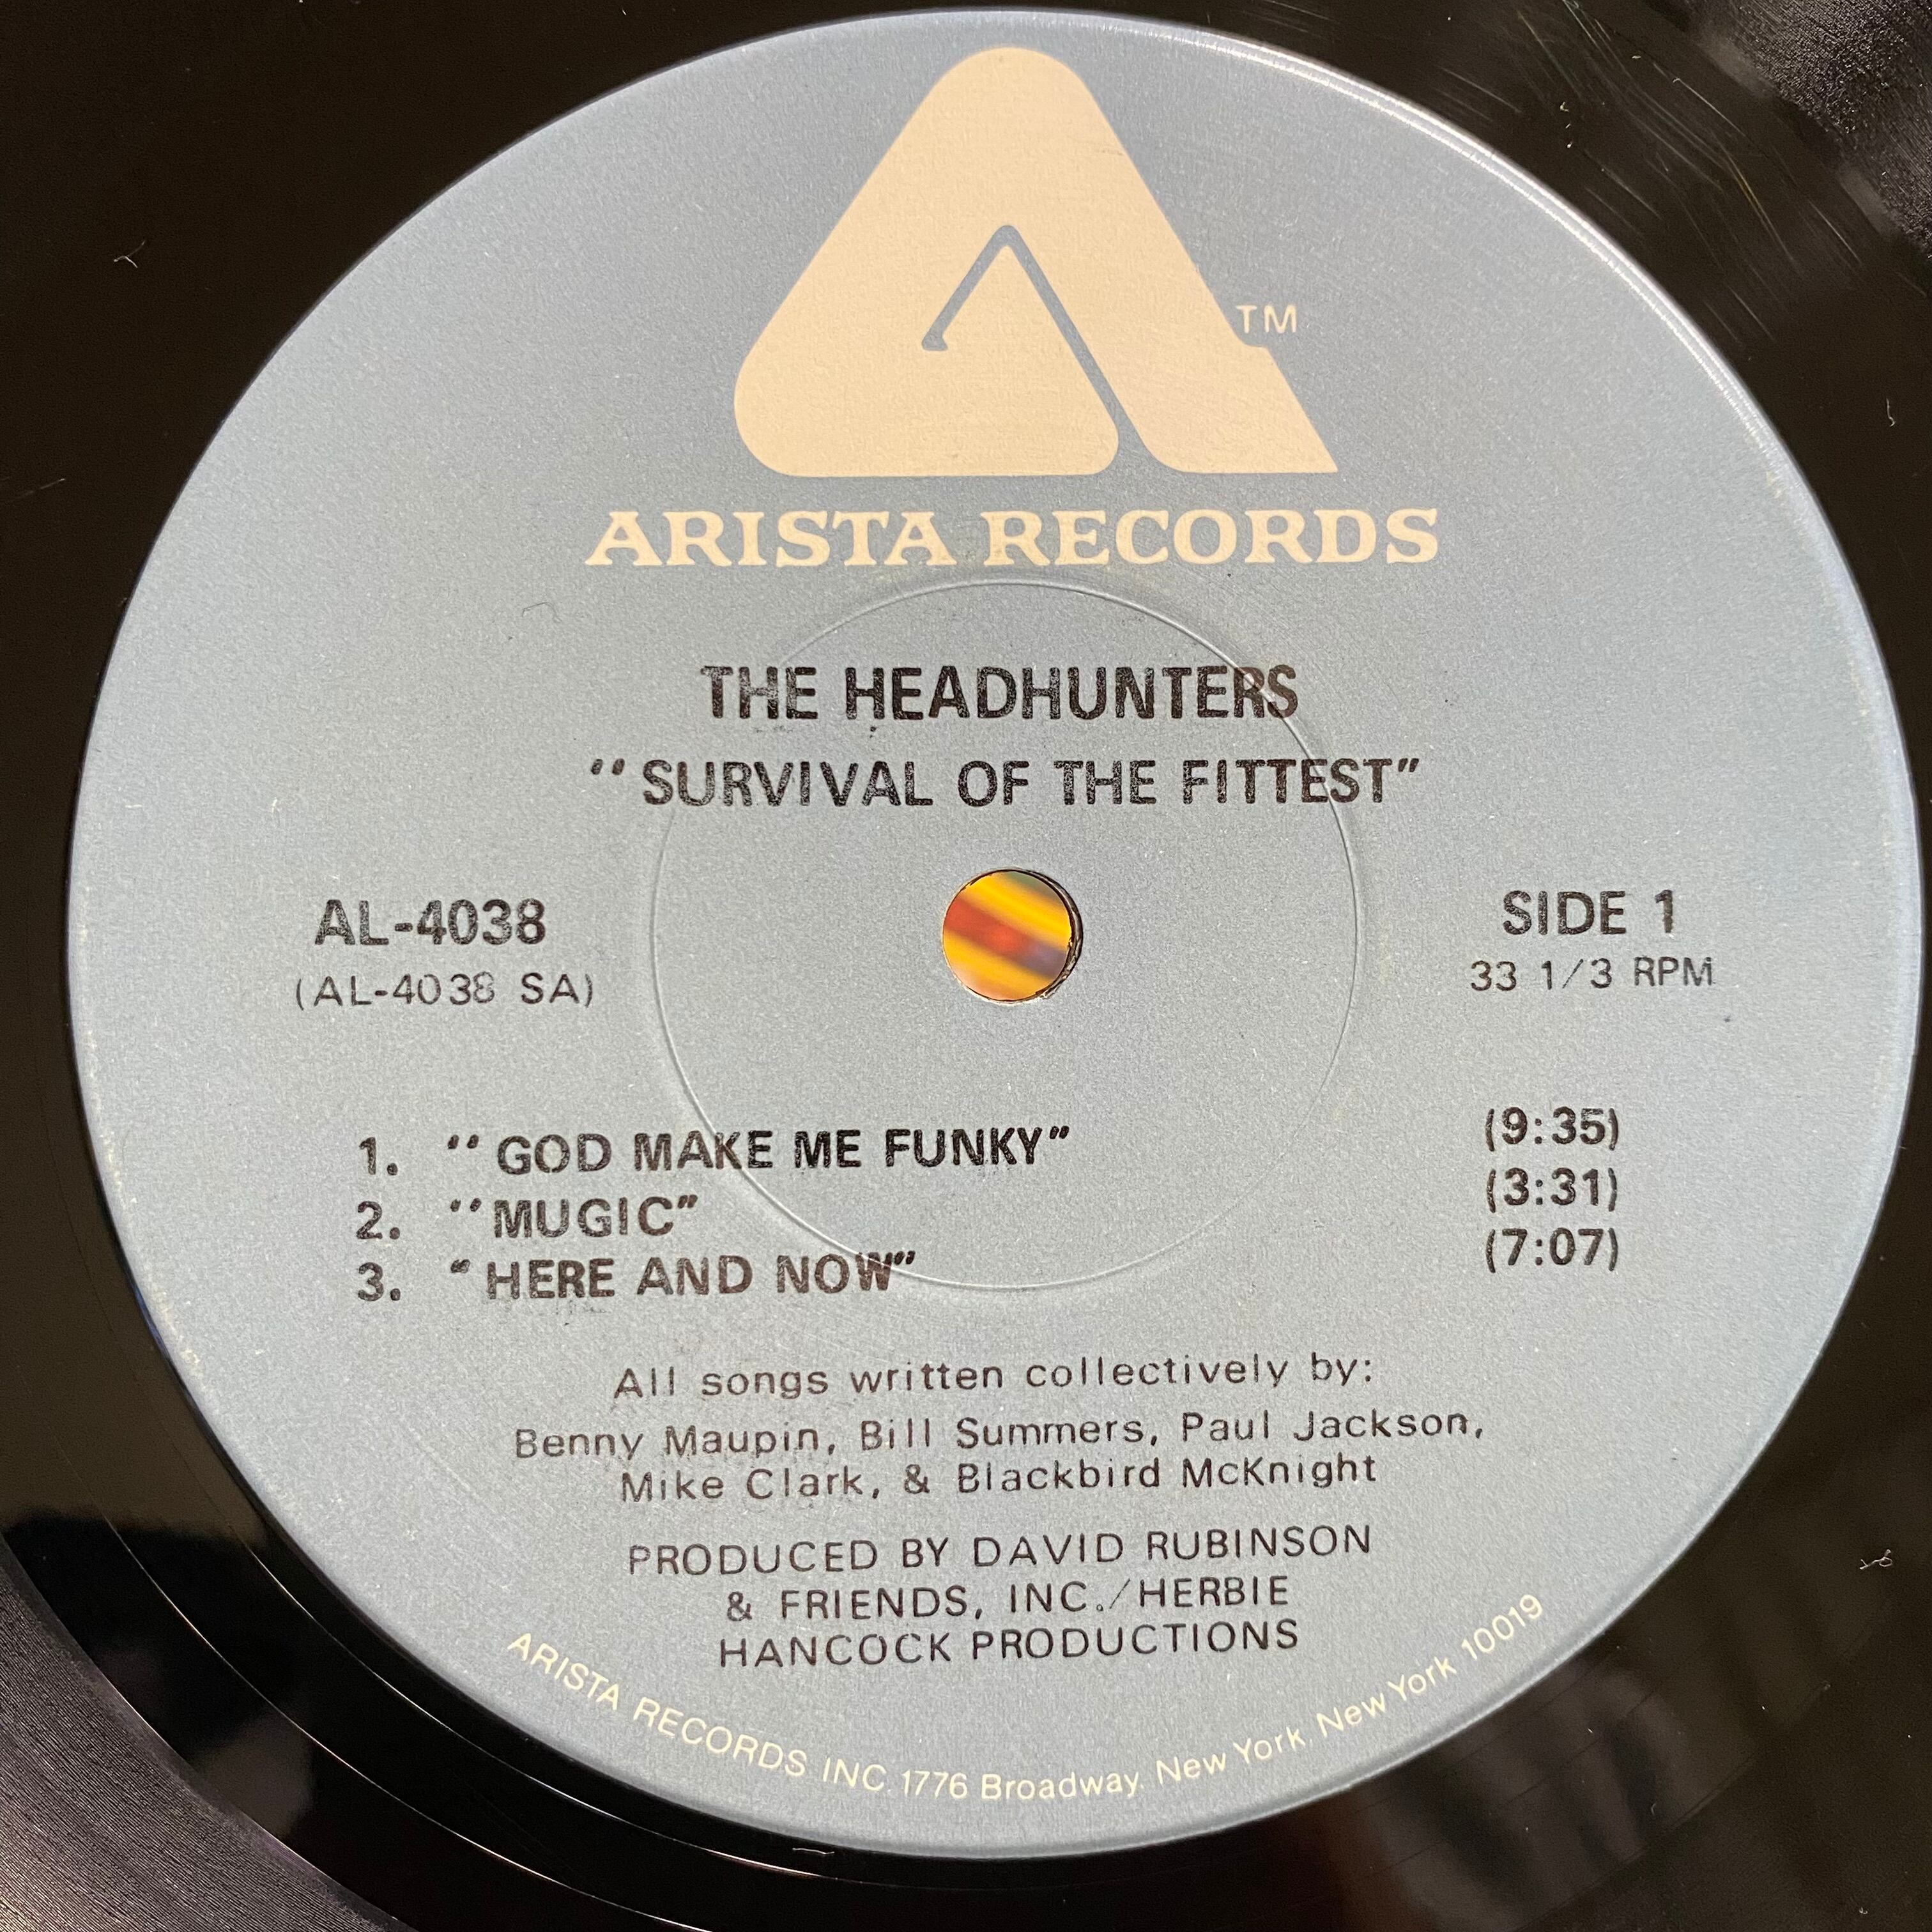 TM
ARISTA RECORDS
THE HEADHUNTERS
"SURVIVAL OF THE FITTEST"
AL-4038
(AL-4038 SA)
SIDE 1
33 1/3 RPM
1. "GOD MAKE ME FUNKY" (9:35)
2. "MUGIC" (3:31)
3. "HERE AND NOW" (7:07)
All songs written collectively by:
Benny Maupin, Bill Summers, Paul Jackson,
Mike Clark, & Blackbird McKnight
PRODUCED BY DAVID RUBINSON
& FRIENDS, INC./HERBIE
HANCOCK PRODUCTIONS
ARISTA RECORDS INC. 1776 Broadway, New York, New York 10019